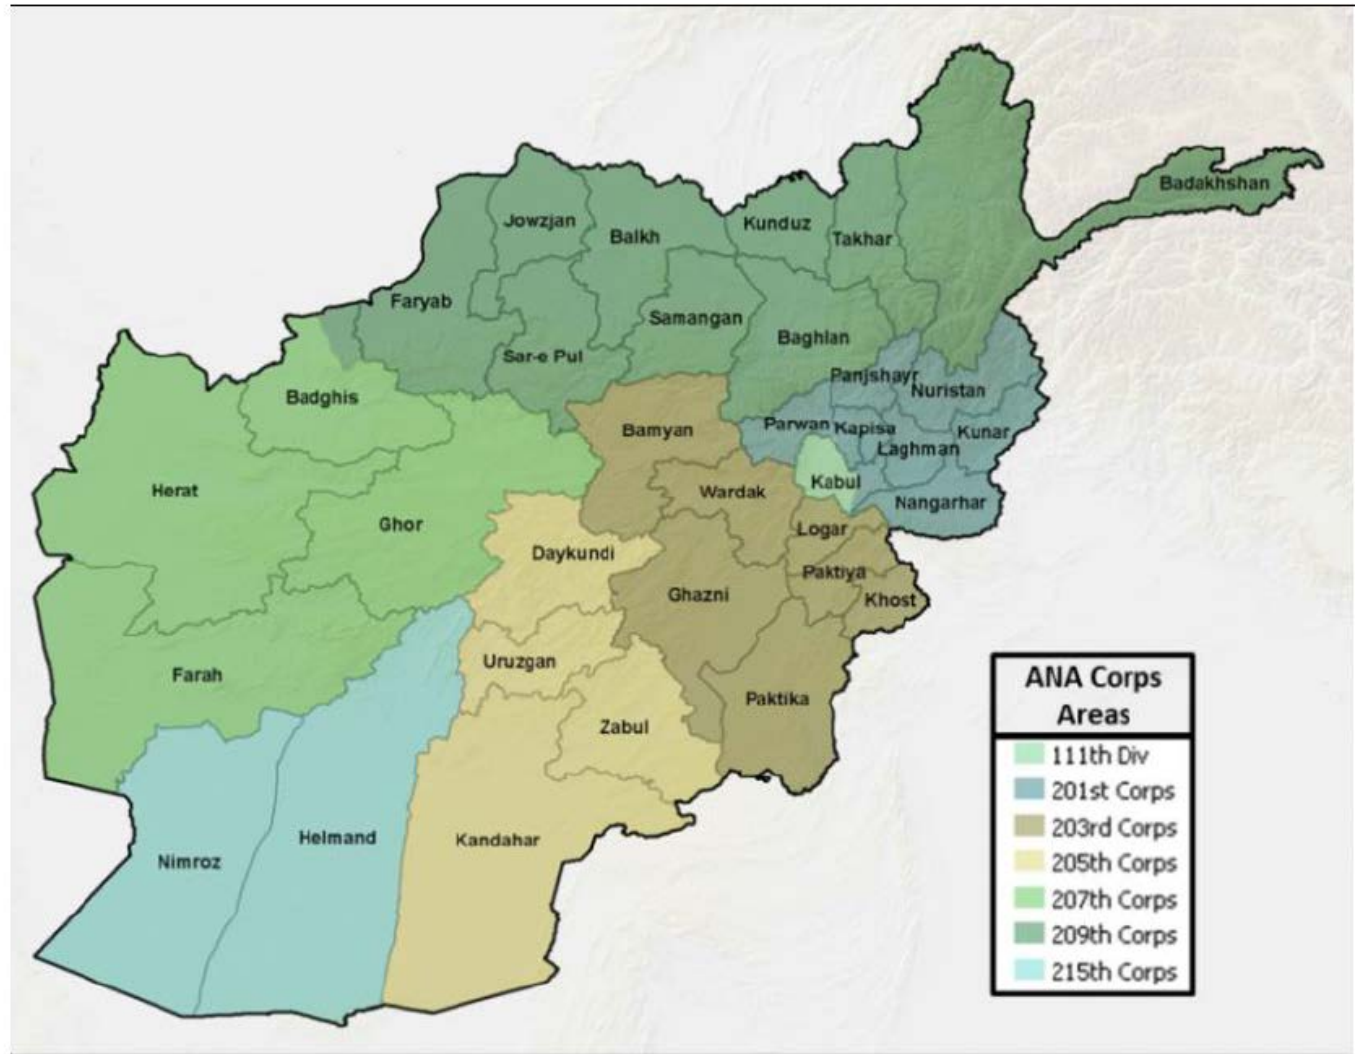 Badakhshan
Jowzjan
Balkh
Kunduz
Takhar
Faryab
Samangan
Baghlan
Sar-e Pul
Panjshayr
Nuristan
Badghis
Bamyan
Parwan
Kapisa
Kunar
Laghman
Herat
Wardak
Kabul
Nangarhar
Ghor
Logar
Daykundi
Paktiya
Ghazni
Khost
Uruzgan
Farah
Paktika
Zabul
Helmand
Kandahar
Nimroz
ANA Corps
Areas
111th Div
201st Corps
203rd Corps
205th Corps
207th Corps
209th Corps
215th Corps